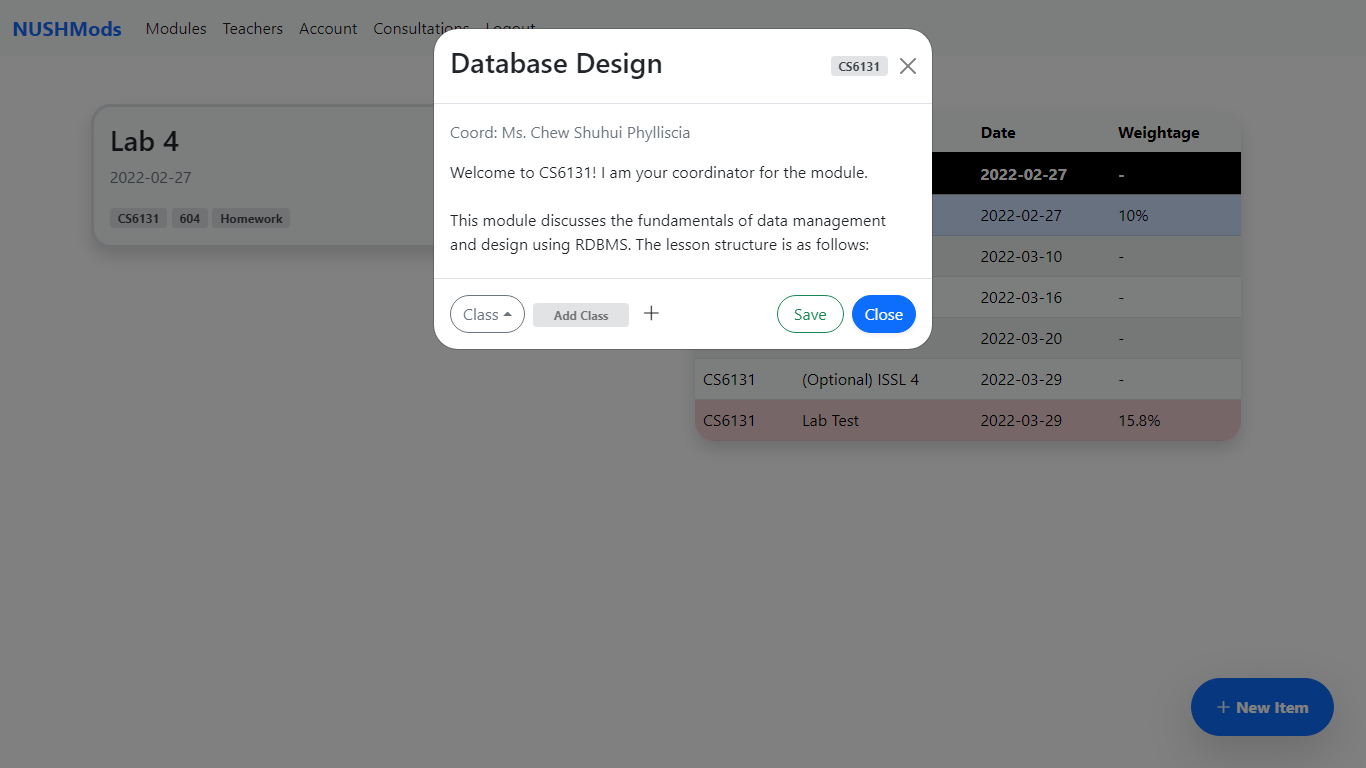 NUSHMods Modules Teachers Account Consultations Logout
Database Design CS6131
Coord: Ms. Chew Shuhui Phylliscia
Welcome to CS6131! I am your coordinator for the module.
This module discusses the fundamentals of data management
and design using RDBMS. The lesson structure is as follows:
Class Add Class + Save Close
Lab 4
2022-02-27
CS6131 604 Homework
Date Weightage
2022-02-27 -
2022-02-27 10%
2022-03-10 -
2022-03-16 -
2022-03-20 -
CS6131 (Optional) ISSL 4 2022-03-29 -
CS6131 Lab Test 2022-03-29 15.8%
+ New Item